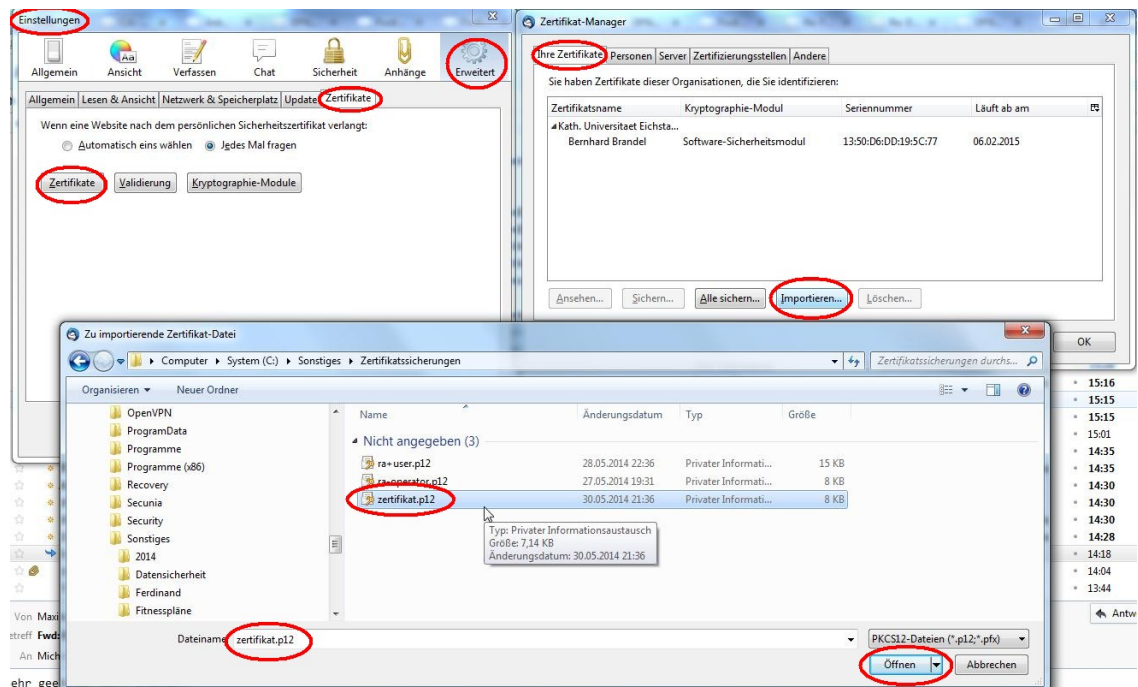 Einstellungen
Allgemein Ansicht Verfassen Chat Sicherheit Anhänge Erweitert
Allgemein Lesen & Ansicht Netzwerk & Speicherplatz Update Zertifikate
Wenn eine Website nach dem persönlichen Sicherheitszertifikat verlangt:
Automatisch eins wählen Jedes Mal fragen
Zertifikate Validierung Kryptographie-Module
Zertifikat-Manager
Ihre Zertifikate Personen Server Zertifizierungsstellen Andere
Sie haben Zertifikate dieser Organisationen, die Sie identifizieren:
Zertifikatsname Kryptographie-Modul Seriennummer Läuft ab am
Kath. Universitaet Eichsta...
Bernhard Brandel Software-Sicherheitsmodul 13:50:D6:DD:19:5C:77 06.02.2015
Ansehen... Sichern... Alle sichern... Importieren... Löschen...
OK
Zu importierende Zertifikat-Datei
Computer System (C:) Sonstiges Zertifikatssicherungen
Zertifikatssicherungen durchs...
Organisieren Neuer Ordner
OpenVPN
ProgramData
Programme
Programme (x86)
Recovery
Secunia
Security
Sonstiges
2014
Datensicherheit
Ferdinand
Fitnesspläne
Name Änderungsdatum Typ Größe
Nicht angegeben (3)
ra+user.p12 28.05.2014 22:36 Privater Informati... 15 KB
ra+operator.p12 27.05.2014 19:31 Privater Informati... 8 KB
zertifikat.p12 30.05.2014 21:36 Privater Informati... 8 KB
Typ: Privater Informationsaustausch
Größe: 7,14 KB
Änderungsdatum: 30.05.2014 21:36
Dateiname: zertifikat.p12
PKCS12-Dateien (*.p12;*.pfx)
Öffnen Abbrechen
15:16
15:15
15:15
15:01
14:35
14:35
14:30
14:30
14:30
14:28
14:18
14:04
13:44
Antw
Von Maxi
etreff Fwd:
An Mich
ehr gee